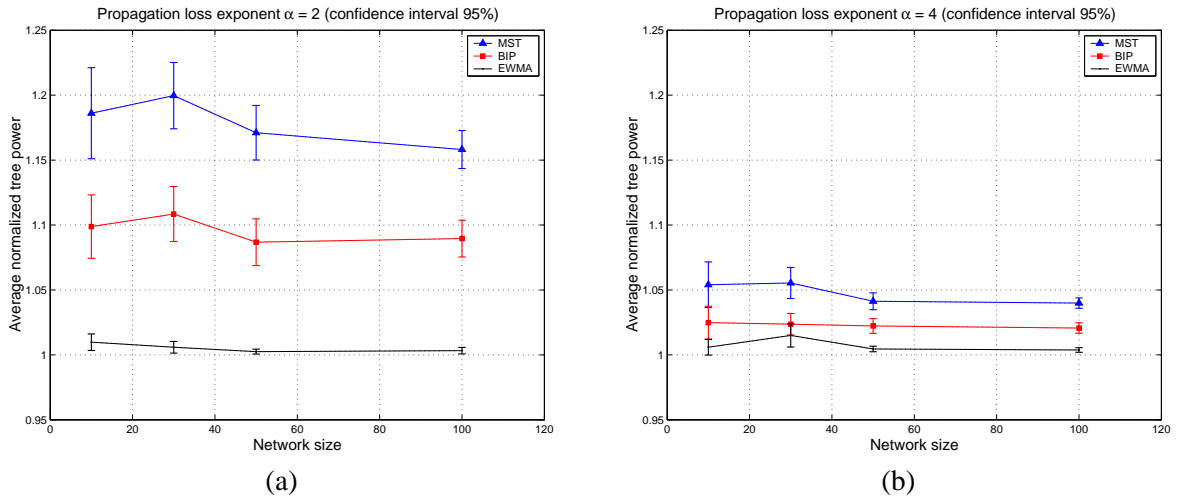 Propagation loss exponent α = 2 (confidence interval 95%)
1.25
1.2
1.15
1.1
1.05
1
0.95
Average normalized tree power
MST
BIP
EWMA
0 20 40 60 80 100 120
Network size
(a)
Propagation loss exponent α = 4 (confidence interval 95%)
1.25
1.2
1.15
1.1
1.05
1
0.95
Average normalized tree power
MST
BIP
EWMA
0 20 40 60 80 100 120
Network size
(b)